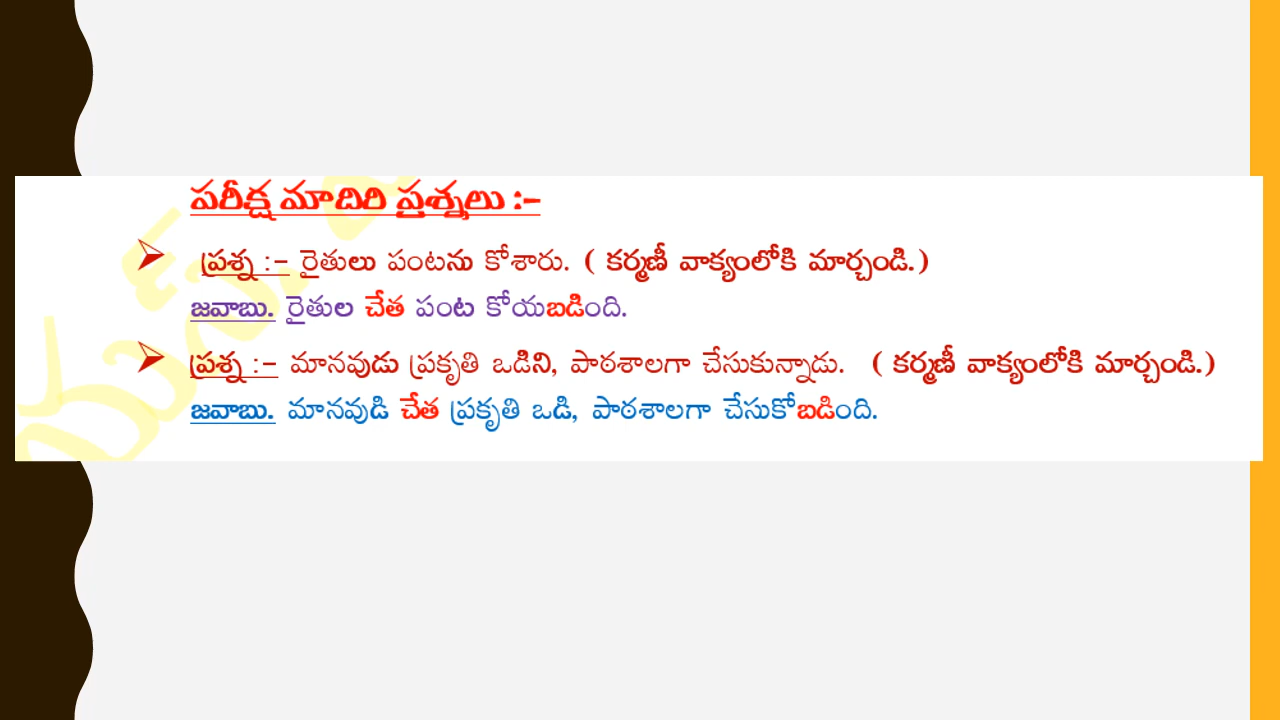 పరీక్ష మాదిరి ప్రశ్నలు :-
ప్రశ్న :- రైతులు పంటను కోశారు. ( కర్మణీ వాక్యంలోకి మార్చండి.)
జవాబు. రైతుల చేత పంట కోయబడింది.
ప్రశ్న :- మానవుడు ప్రకృతి ఒడిని, పాఠశాలగా చేసుకున్నాడు. ( కర్మణీ వాక్యంలోకి మార్చండి.)
జవాబు. మానవుడి చేత ప్రకృతి ఒడి, పాఠశాలగా చేసుకోబడింది.